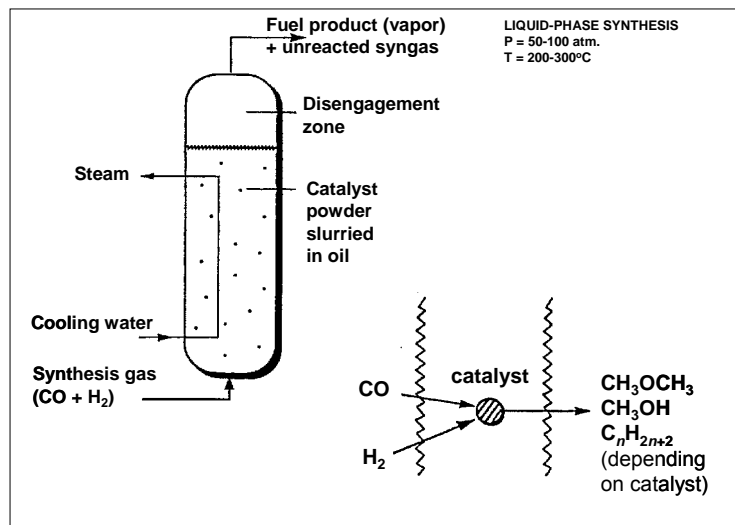 Fuel product (vapor)
+ unreacted syngas
LIQUID-PHASE SYNTHESIS
P = 50-100 atm.
T = 200-300°C
Disengagement
zone
Steam
Catalyst
powder
slurried
in oil
Cooling water
Synthesis gas
(CO + H₂)
CO
catalyst
H₂
CH₃OCH₃
CH₃OH
CₙH₂ₙ₊₂
(depending
on catalyst)